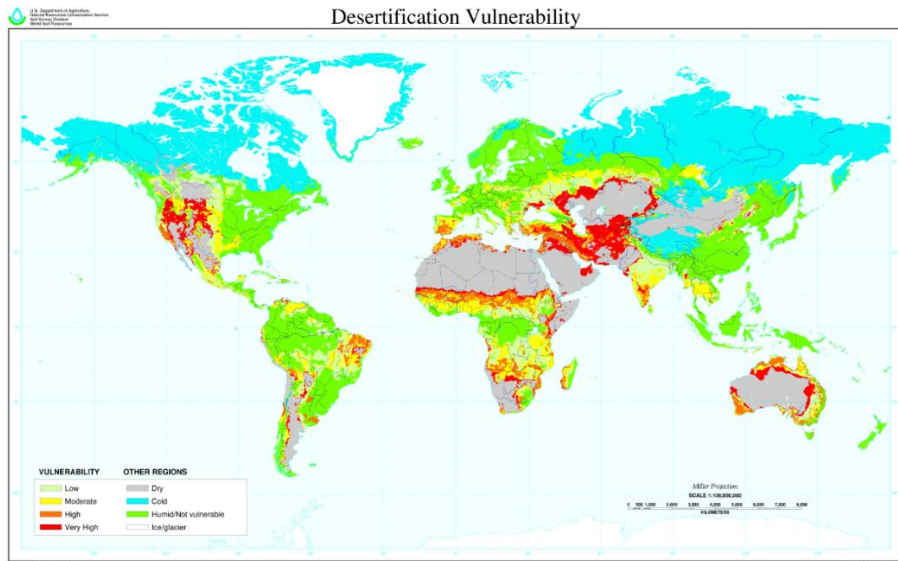 U.S. Department of Agriculture
Natural Resources Conservation Service
Soil Survey Division
World Soil Resources
Desertification Vulnerability
VULNERABILITY
Low
Moderate
High
Very High
OTHER REGIONS
Dry
Cold
Humid/Not vulnerable
Ice/glacier
Miller Projection
SCALE 1:100,000,000
0 500 1,000 2,000 3,000 4,000 5,000 6,000 7,000 8,000
KILOMETERS